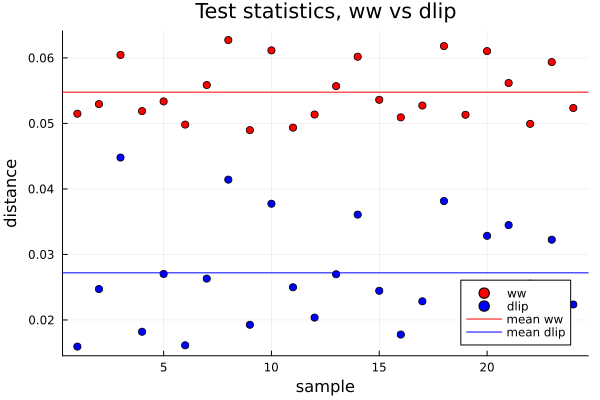 Test statistics, ww vs dlip
distance
0.06
0.05
0.04
0.03
0.02
ww
dlip
mean ww
mean dlip
5 10 15 20
sample